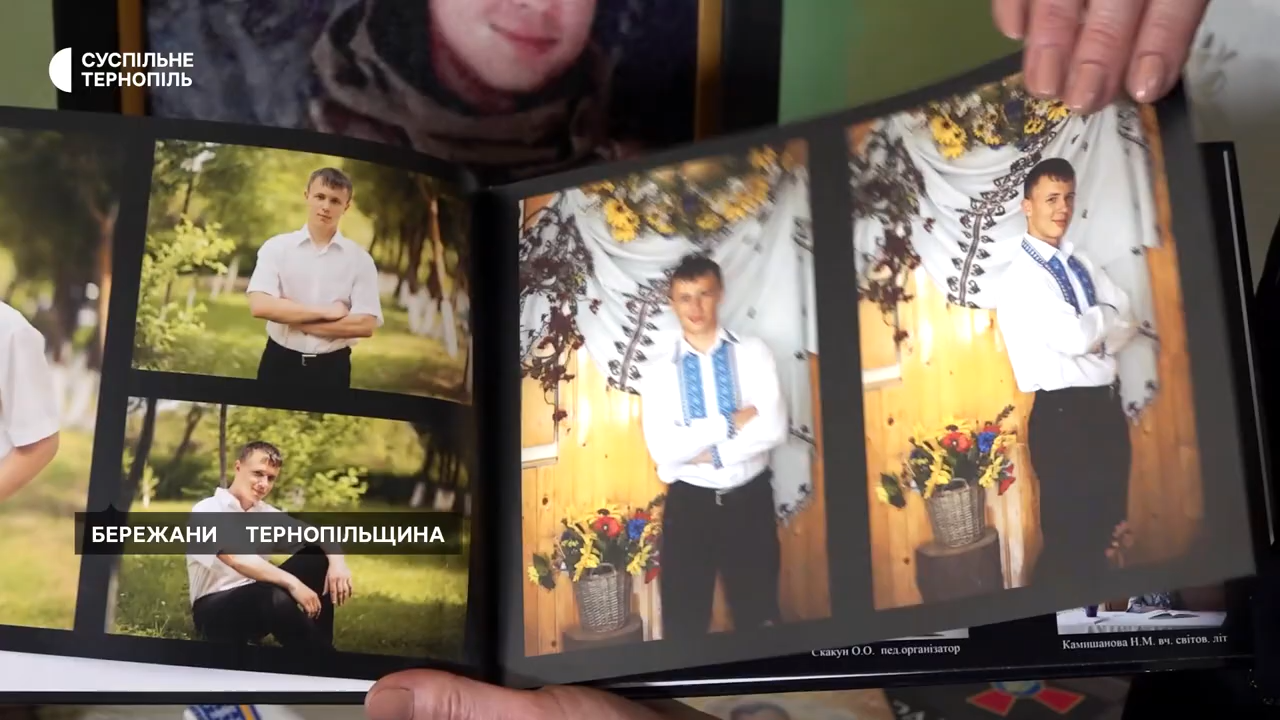 СУСПІЛЬНЕ
ТЕРНОПІЛЬ
БЕРЕЖАНИ ТЕРНОПІЛЬЩИНА
Скакун О.О. пед.організатор
Камишанова Н.М. вч. світов. літ